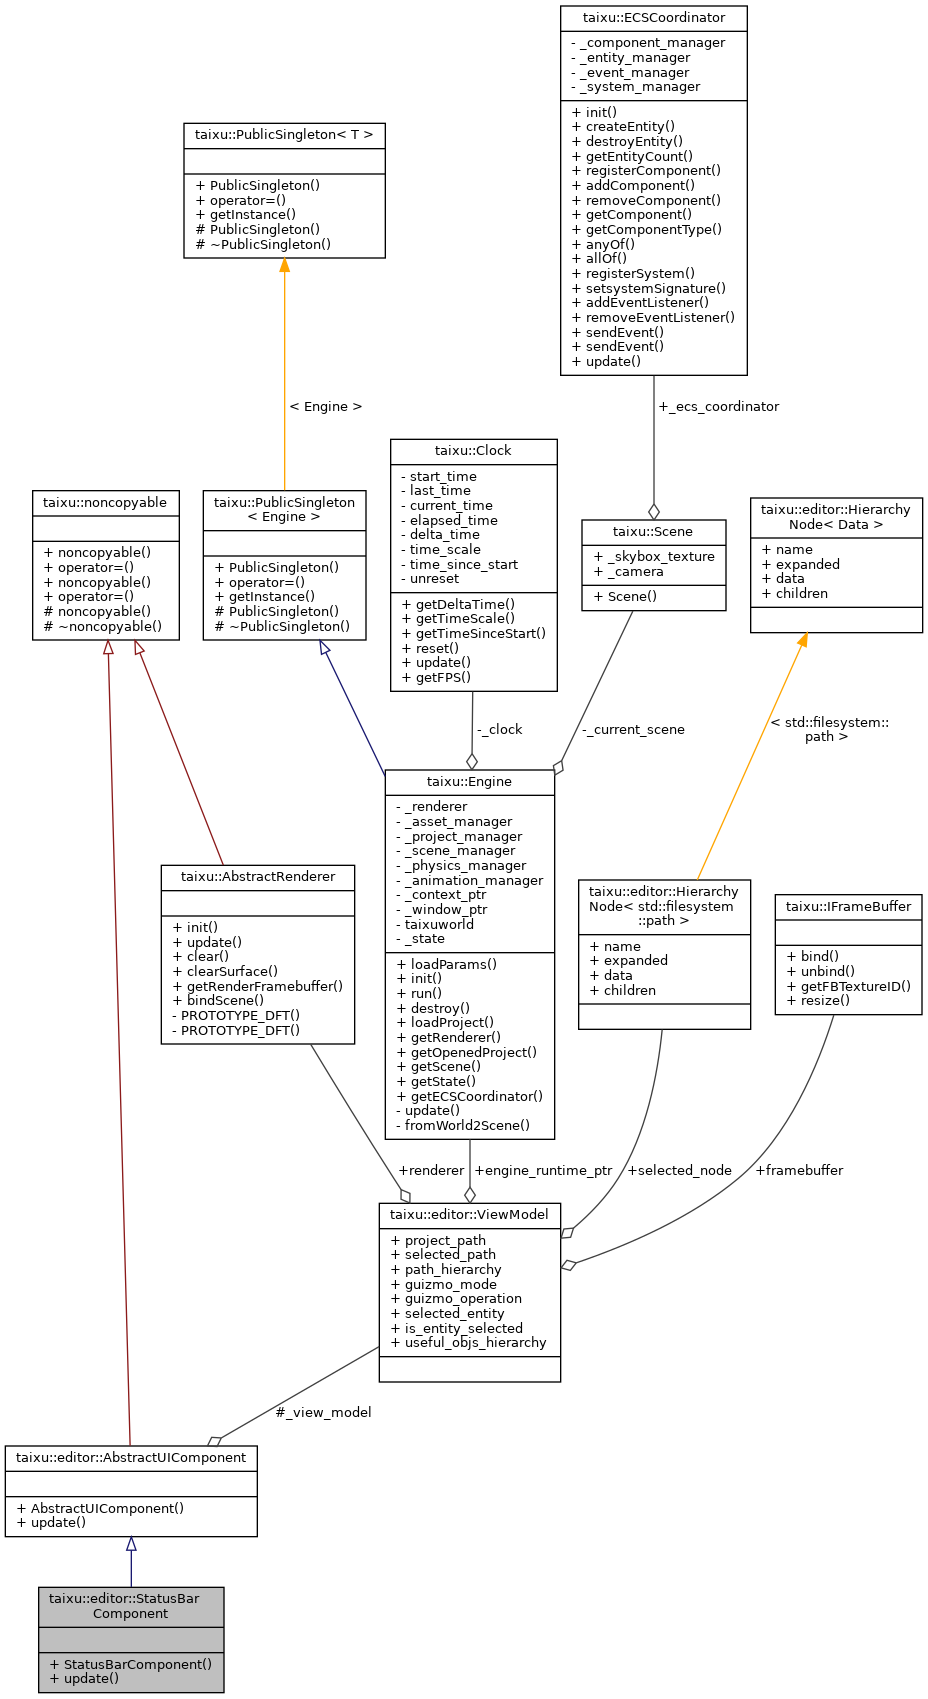 taixu::ECSCoordinator
- _component_manager
- _entity_manager
- _event_manager
- _system_manager
+ init()
+ createEntity()
+ destroyEntity()
+ getEntityCount()
+ registerComponent()
+ addComponent()
+ removeComponent()
+ getComponent()
+ getComponentType()
+ anyOf()
+ allOf()
+ registerSystem()
+ setsystemSignature()
+ addEventListener()
+ removeEventListener()
+ sendEvent()
+ sendEvent()
+ update()
taixu::PublicSingleton< T >
+ PublicSingleton()
+ operator=()
+ getInstance()
# PublicSingleton()
# ~PublicSingleton()
< Engine >
+_ecs_coordinator
taixu::noncopyable
+ noncopyable()
+ operator=()
+ noncopyable()
+ operator=()
# noncopyable()
# ~noncopyable()
taixu::PublicSingleton
< Engine >
+ PublicSingleton()
+ operator=()
+ getInstance()
# PublicSingleton()
# ~PublicSingleton()
taixu::Clock
- start_time
- last_time
- current_time
- elapsed_time
- delta_time
- time_scale
- time_since_start
- unreset
+ getDeltaTime()
+ getTimeScale()
+ getTimeSinceStart()
+ reset()
+ update()
+ getFPS()
taixu::Scene
+ _skybox_texture
+ _camera
+ Scene()
taixu::editor::Hierarchy
Node< Data >
+ name
+ expanded
+ data
+ children
-_clock
-_current_scene
< std::filesystem::
path >
taixu::AbstractRenderer
+ init()
+ update()
+ clear()
+ clearSurface()
+ getRenderFramebuffer()
+ bindScene()
- PROTOTYPE_DFT()
- PROTOTYPE_DFT()
taixu::Engine
- _renderer
- _asset_manager
- _project_manager
- _scene_manager
- _physics_manager
- _animation_manager
- _context_ptr
- _window_ptr
- taixuworld
- _state
+ loadParams()
+ init()
+ run()
+ destroy()
+ loadProject()
+ getRenderer()
+ getOpenedProject()
+ getScene()
+ getState()
+ getECSCoordinator()
- update()
- fromWorld2Scene()
taixu::editor::Hierarchy
Node< std::filesystem
::path >
+ name
+ expanded
+ data
+ children
taixu::IFrameBuffer
+ bind()
+ unbind()
+ getFBTextureID()
+ resize()
+renderer
+engine_runtime_ptr
+selected_node
+framebuffer
taixu::editor::ViewModel
+ project_path
+ selected_path
+ path_hierarchy
+ guizmo_mode
+ guizmo_operation
+ selected_entity
+ is_entity_selected
+ useful_objs_hierarchy
#_view_model
taixu::editor::AbstractUIComponent
+ AbstractUIComponent()
+ update()
taixu::editor::StatusBar
Component
+ StatusBarComponent()
+ update()